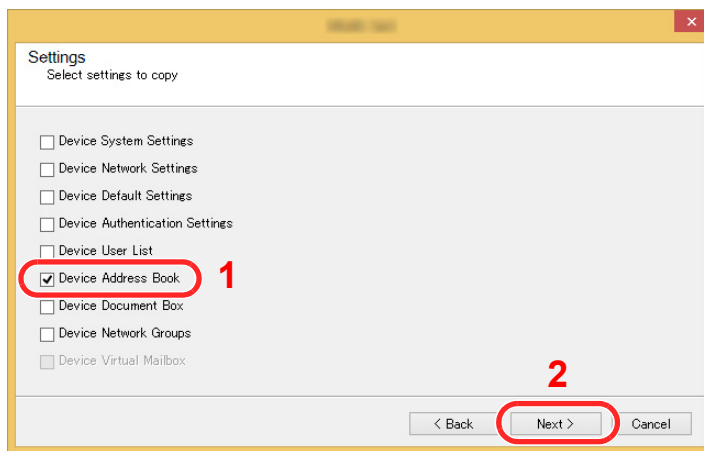 Settings
Select settings to copy
Device System Settings
Device Network Settings
Device Default Settings
Device Authentication Settings
Device User List
Device Address Book
1
Device Document Box
Device Network Groups
Device Virtual Mailbox
2
< Back
Next >
Cancel